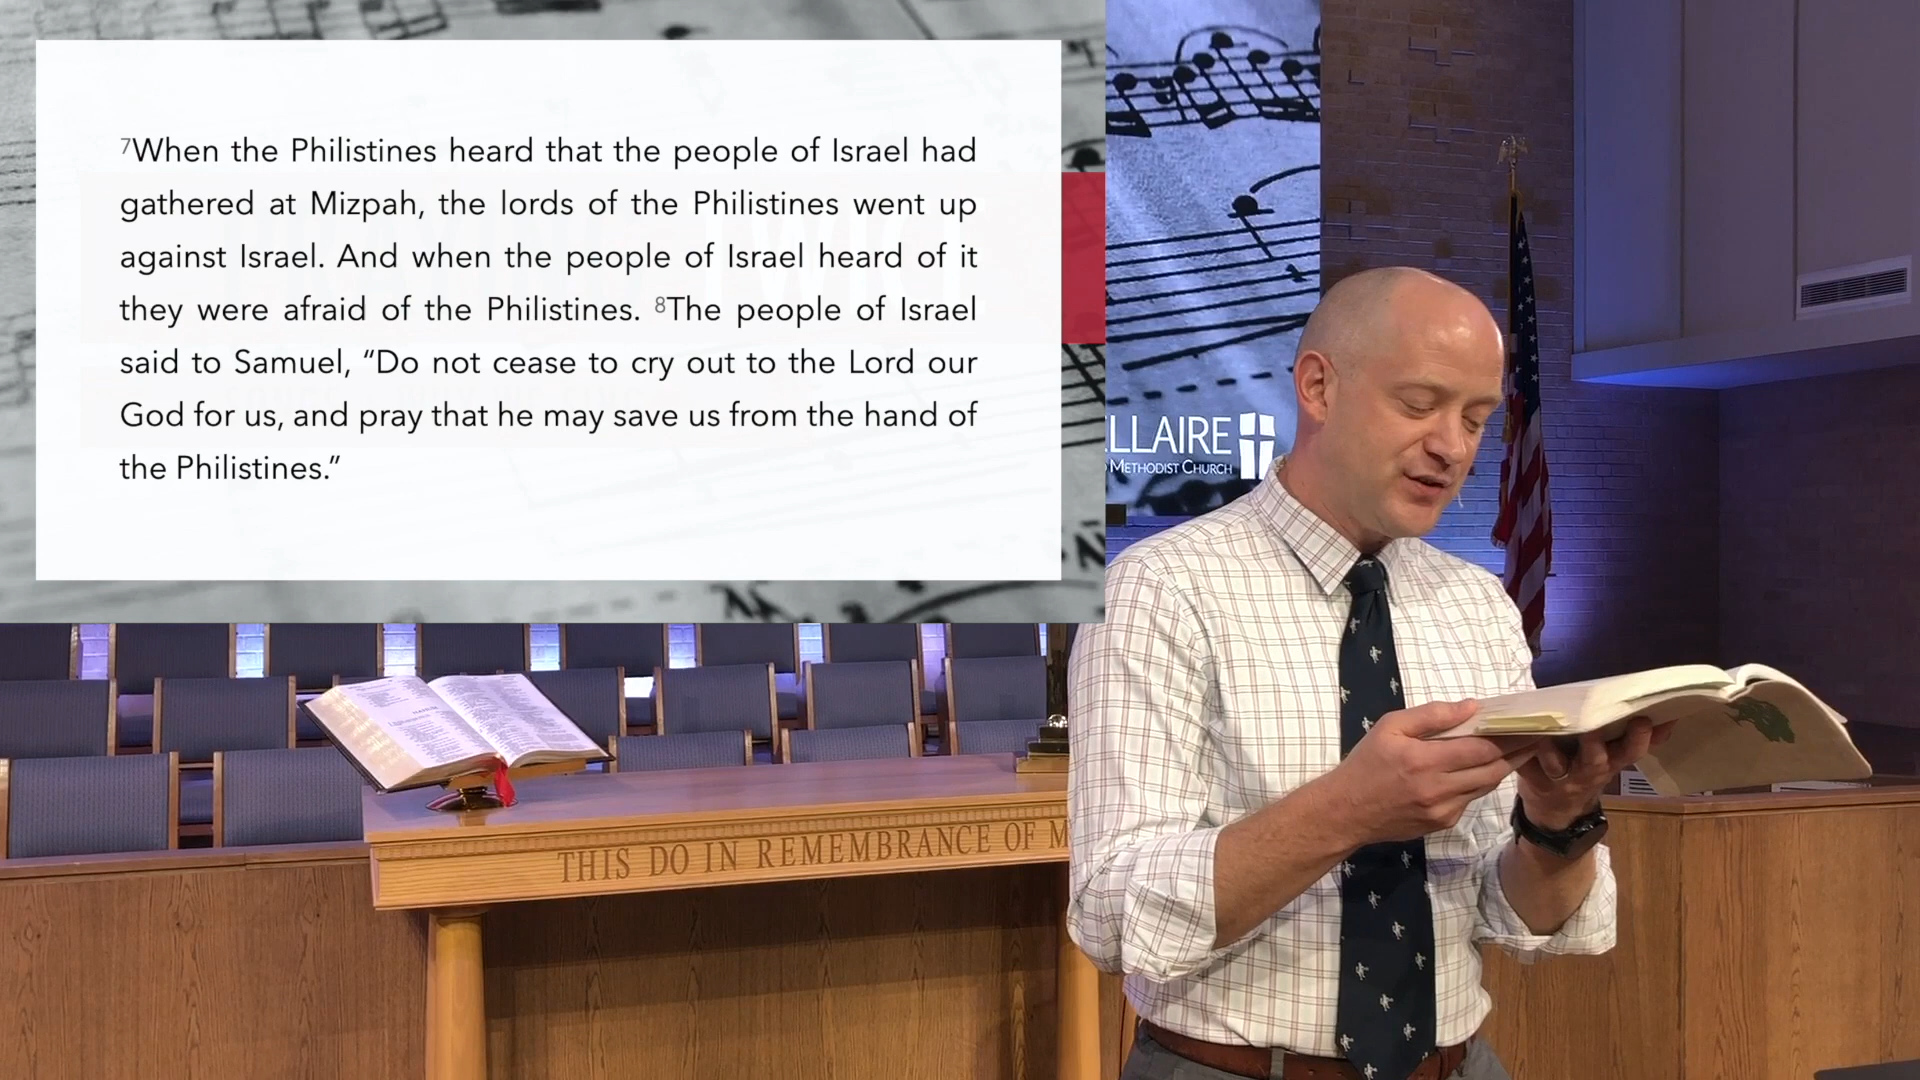 ⁷When the Philistines heard that the people of Israel had
gathered at Mizpah, the lords of the Philistines went up
against Israel. And when the people of Israel heard of it
they were afraid of the Philistines. ⁸The people of Israel
said to Samuel, “Do not cease to cry out to the Lord our
God for us, and pray that he may save us from the hand of
the Philistines.”
ELLAIRE
METHODIST CHURCH
THIS DO IN REMEMBRANCE OF M